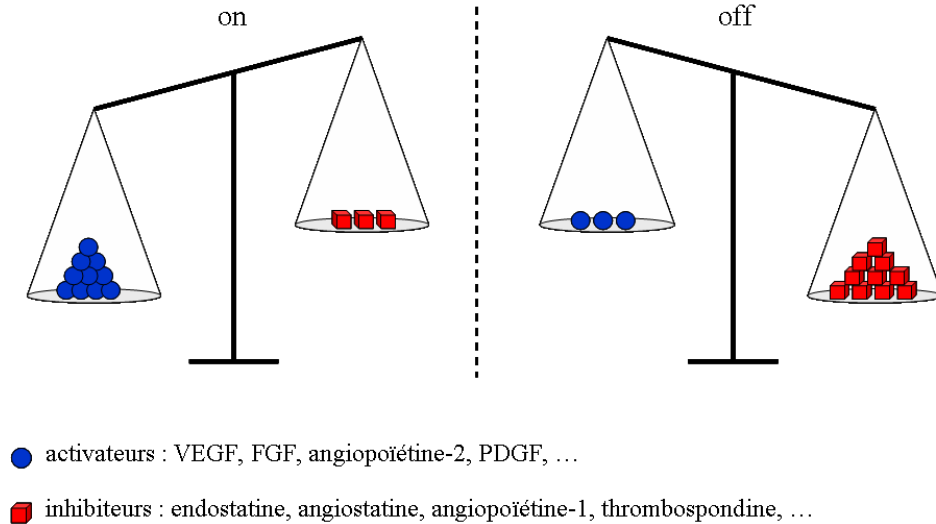 on
off
activateurs : VEGF, FGF, angiopoïétine-2, PDGF, …
inhibiteurs : endostatine, angiostatine, angiopoïétine-1, thrombospondine, …